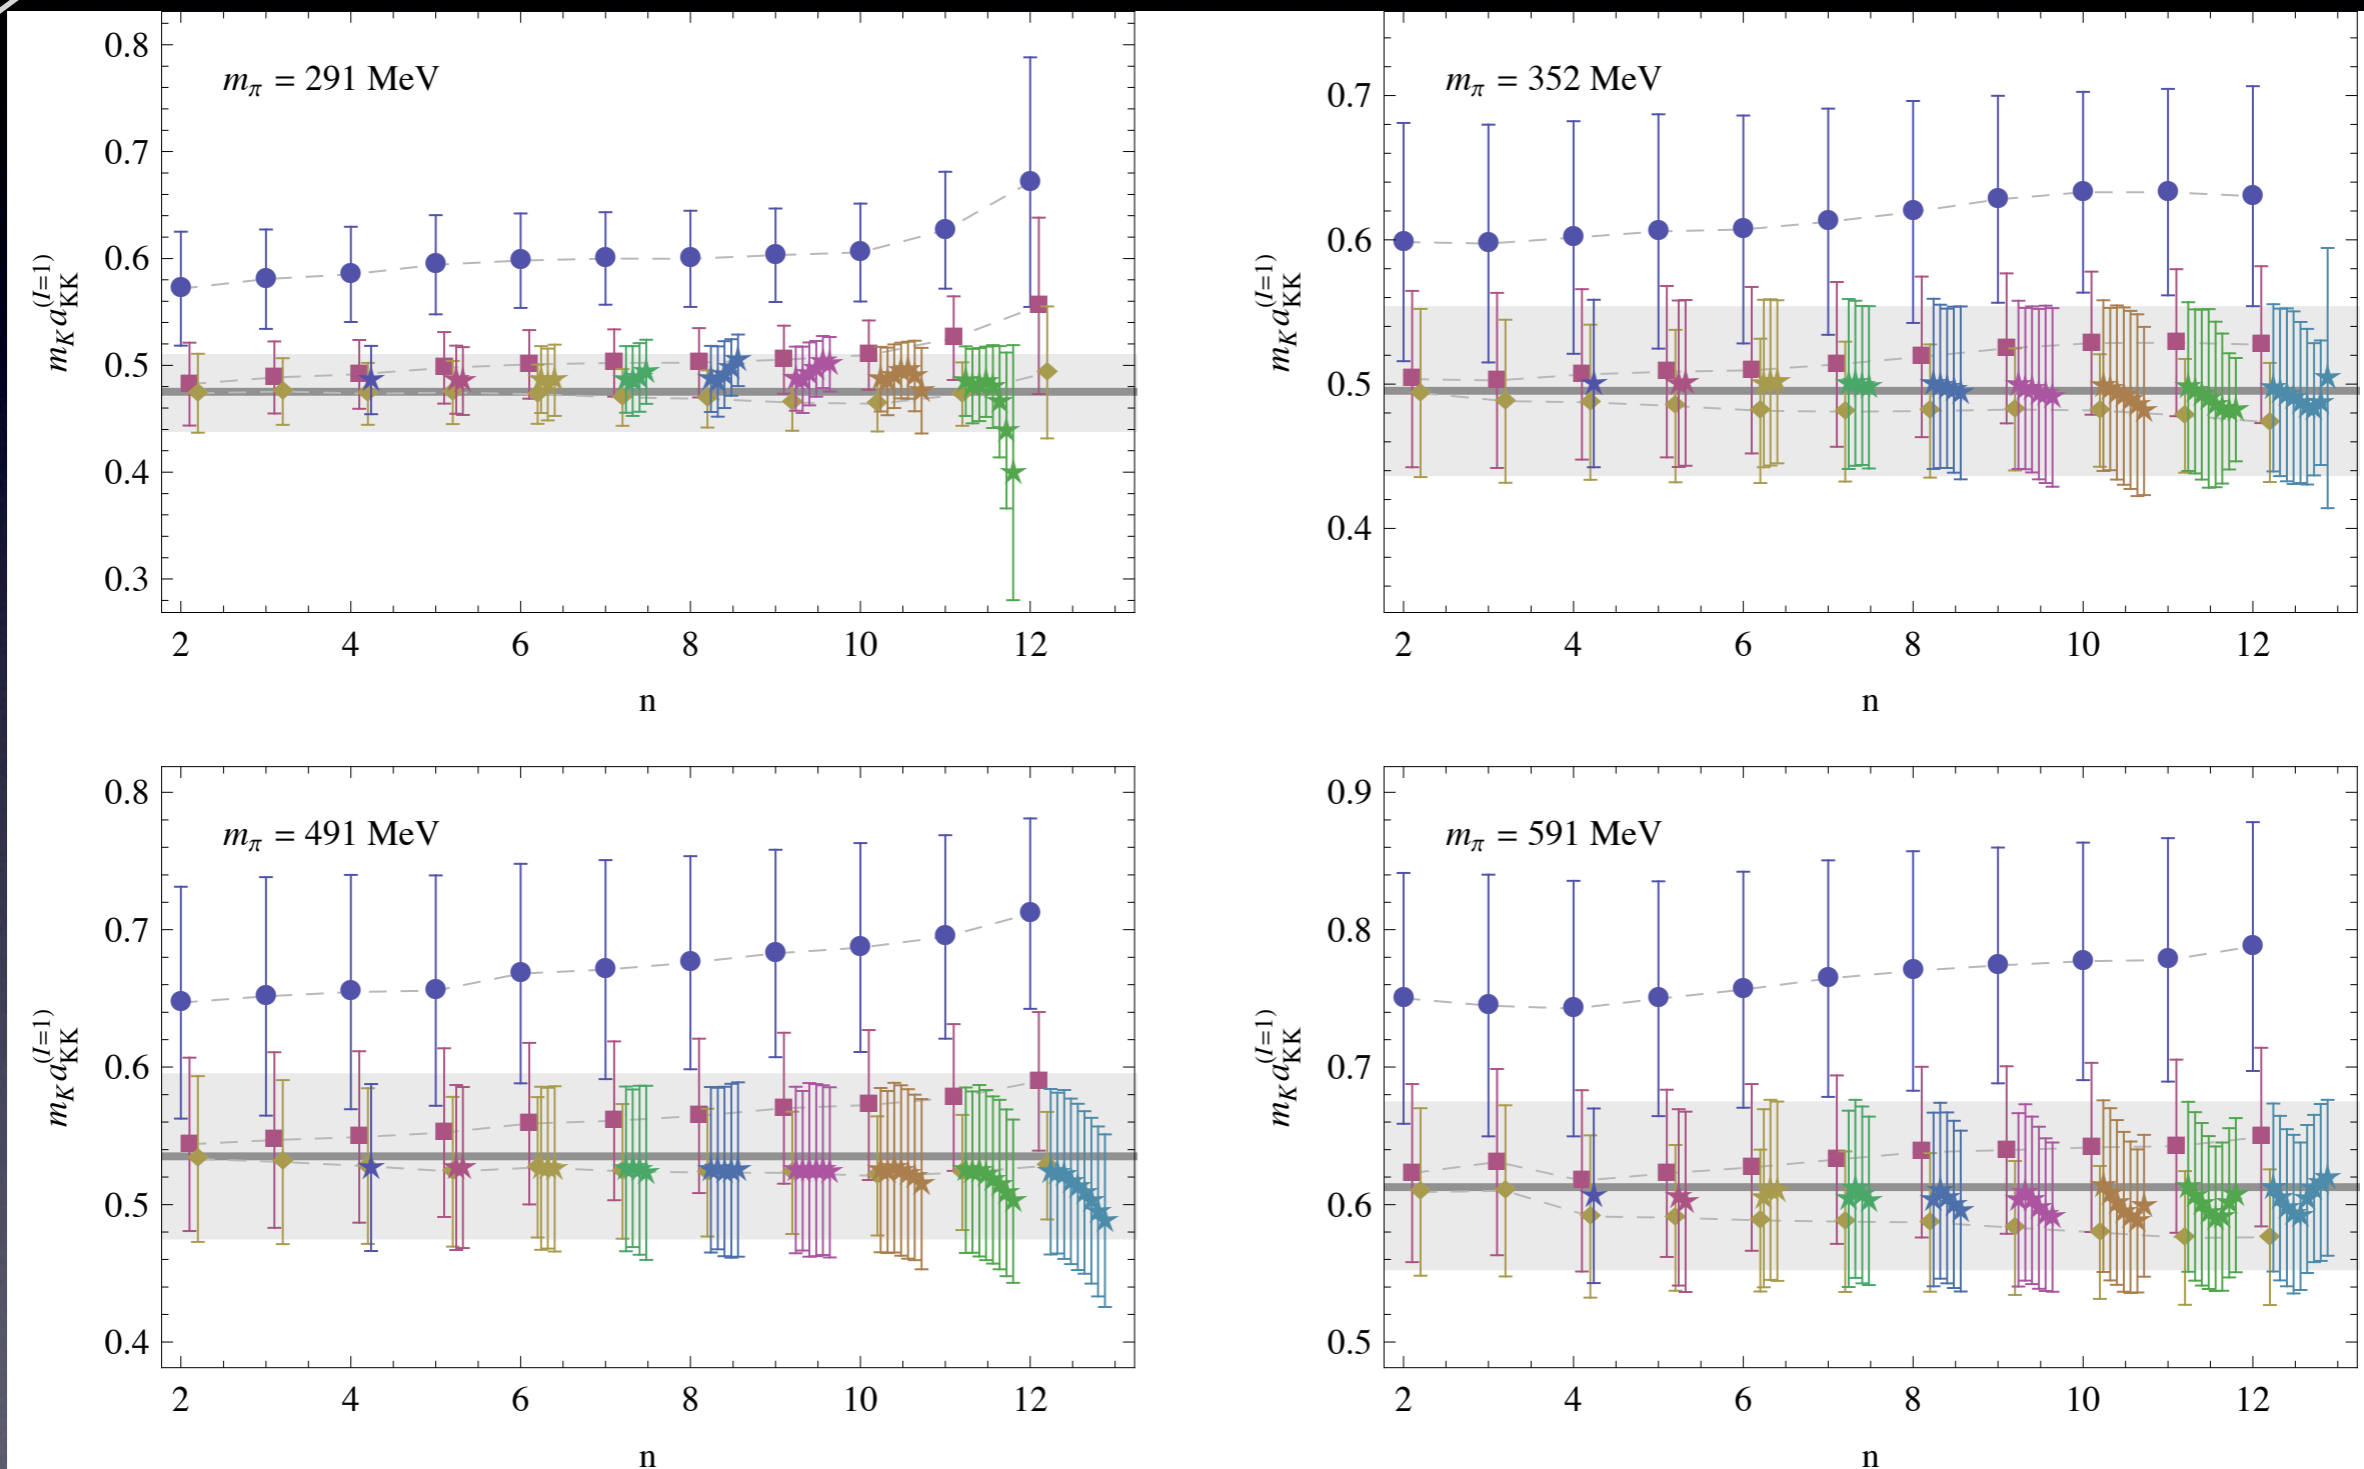 m_π = 291 MeV
m_K a_KK^(I=1)
0.8
0.7
0.6
0.5
0.4
0.3
2 4 6 8 10 12
n
m_π = 352 MeV
m_K a_KK^(I=1)
0.7
0.6
0.5
0.4
2 4 6 8 10 12
n
m_π = 491 MeV
m_K a_KK^(I=1)
0.8
0.7
0.6
0.5
0.4
2 4 6 8 10 12
n
m_π = 591 MeV
m_K a_KK^(I=1)
0.9
0.8
0.7
0.6
0.5
2 4 6 8 10 12
n